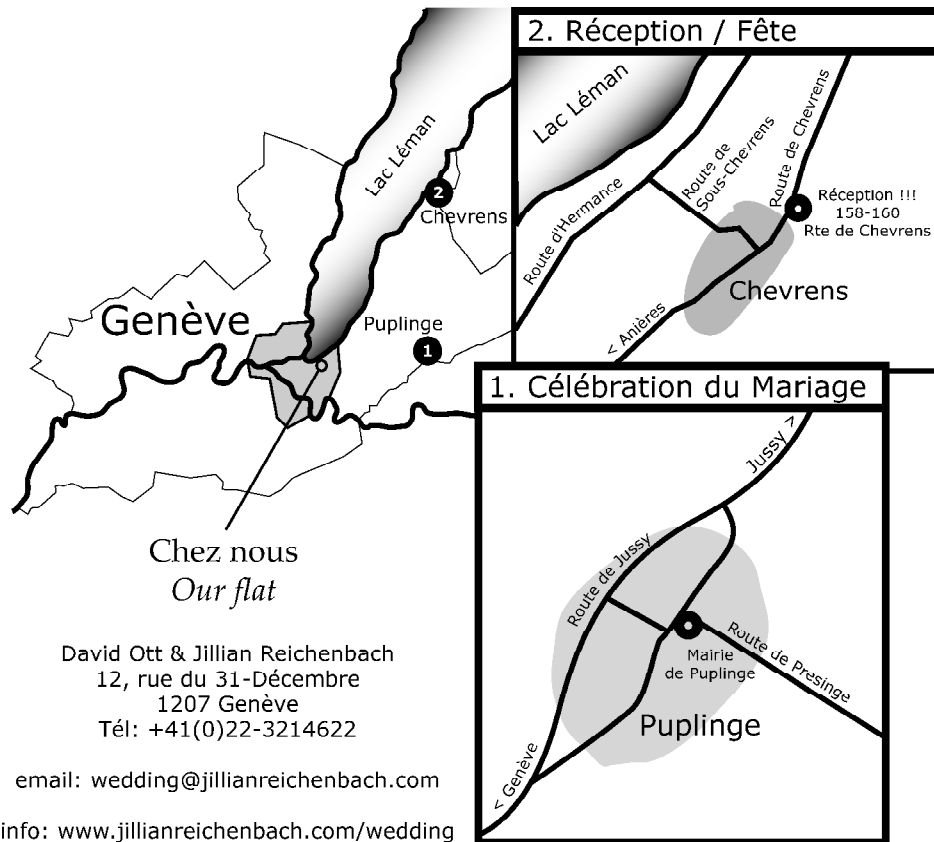 Lac Léman
2
Chevrens
Genève
Puplinge
1
Chez nous
Our flat
David Ott & Jillian Reichenbach
12, rue du 31-Décembre
1207 Genève
Tél: +41(0)22-3214622
email: wedding@jillianreichenbach.com
info: www.jillianreichenbach.com/wedding
2. Réception / Fête
Lac Léman
Route d'Hermance
Route de
Sous-Chevrens
Route de Chevrens
Réception !!!
158-160
Rte de Chevrens
Chevrens
< Anières
1. Célébration du Mariage
Jussy >
Route de Jussy
Mairie
de Puplinge
Route de Presinge
Puplinge
< Genève